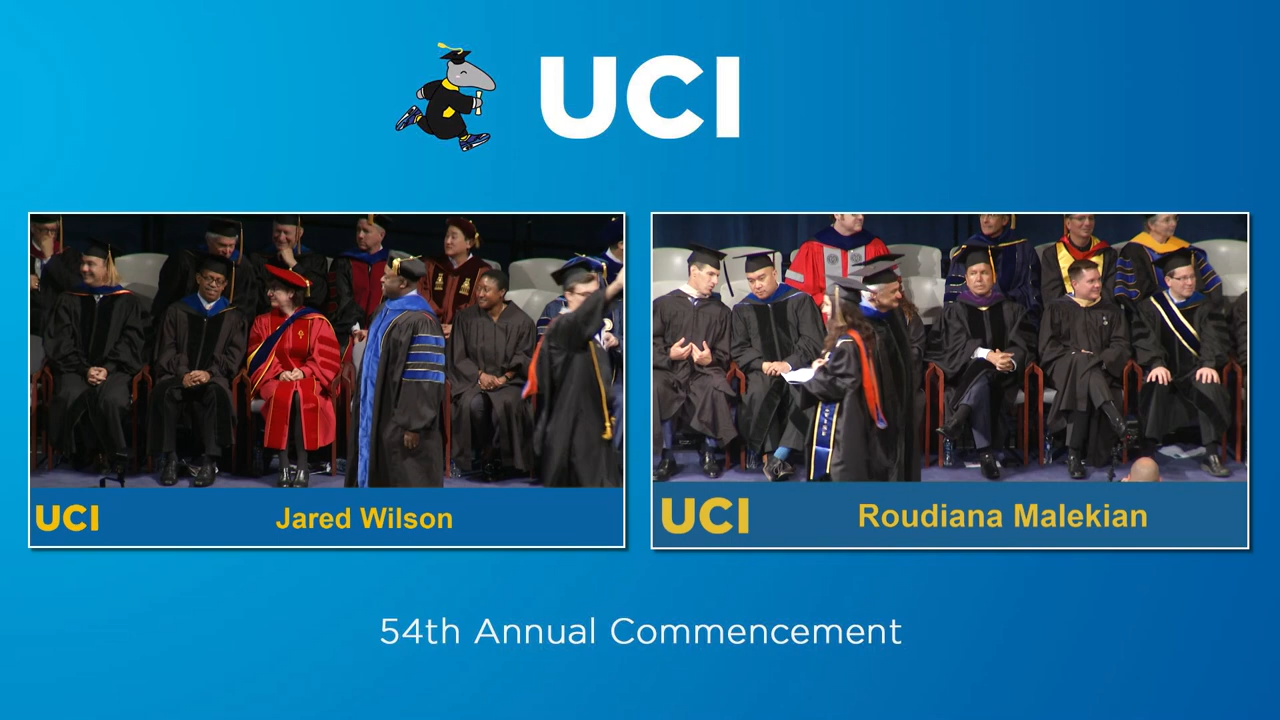 UCI
UCI
Jared Wilson
UCI
Roudiana Malekian
54th Annual Commencement